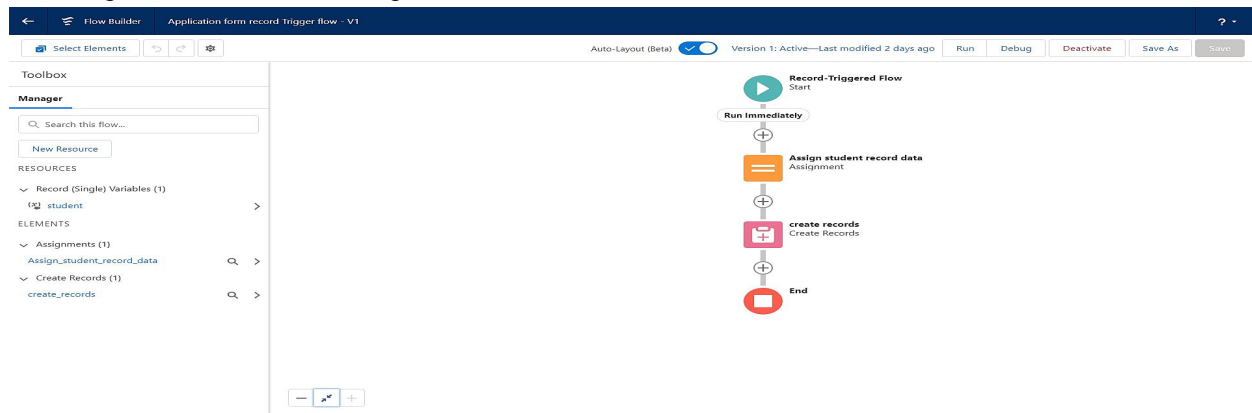 Flow Builder Application form record Trigger flow - V1 ?
Select Elements Auto-Layout (Beta) Version 1: Active—Last modified 2 days ago Run Debug Deactivate Save As Save
Toolbox
Manager
Search this flow...
New Resource
RESOURCES
Record (Single) Variables (1)
student
ELEMENTS
Assignments (1)
Assign_student_record_data
Create Records (1)
create_records
Record-Triggered Flow
Start
Run Immediately
Assign student record data
Assignment
create records
Create Records
End